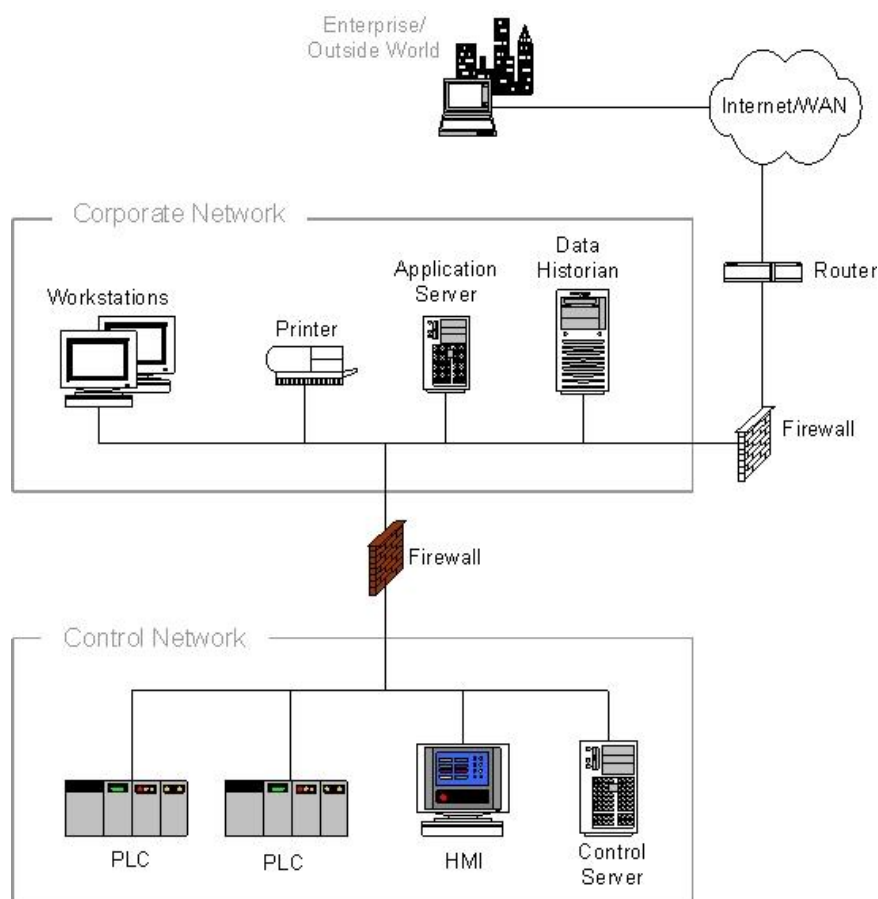 Enterprise/
Outside World
Internet/WAN
Corporate Network
Router
Workstations
Printer
Application
Server
Data
Historian
Firewall
Firewall
Control Network
PLC
PLC
HMI
Control
Server